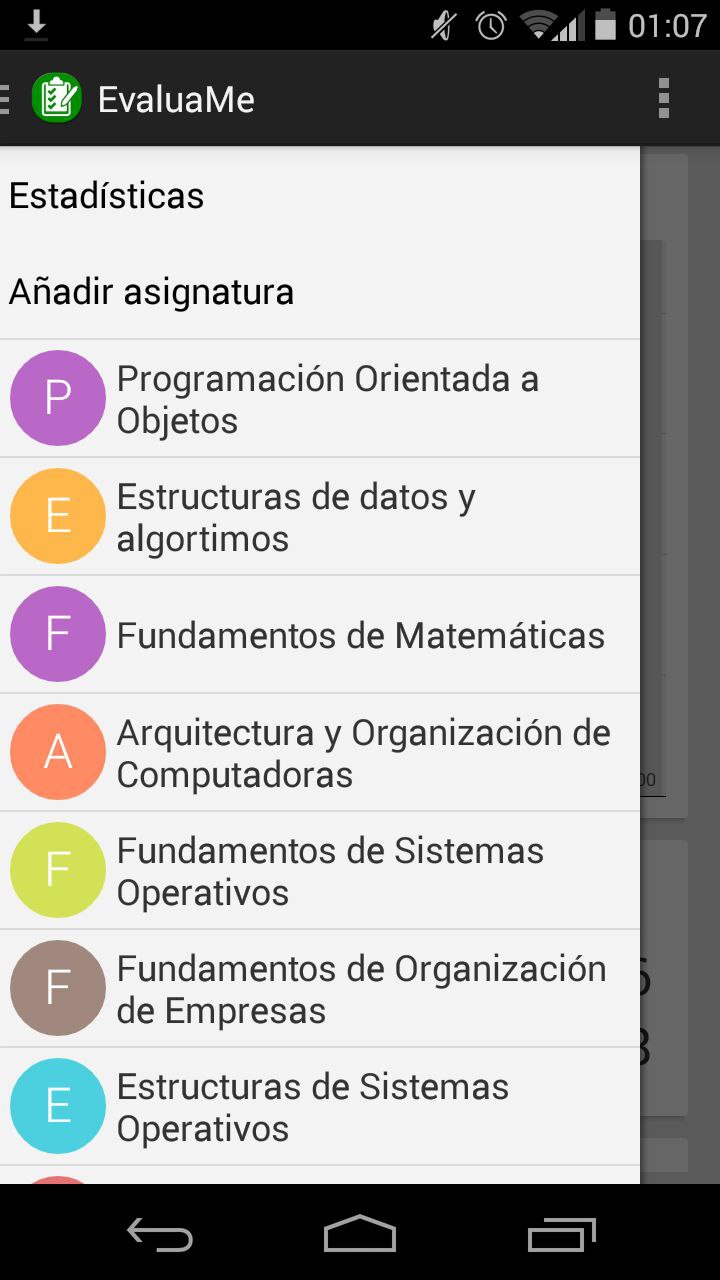 01:07
EvaluaMe
Estadísticas
Añadir asignatura
P
Programación Orientada a
Objetos
E
Estructuras de datos y
algortimos
F
Fundamentos de Matemáticas
A
Arquitectura y Organización de
Computadoras
F
Fundamentos de Sistemas
Operativos
F
Fundamentos de Organización
de Empresas
E
Estructuras de Sistemas
Operativos